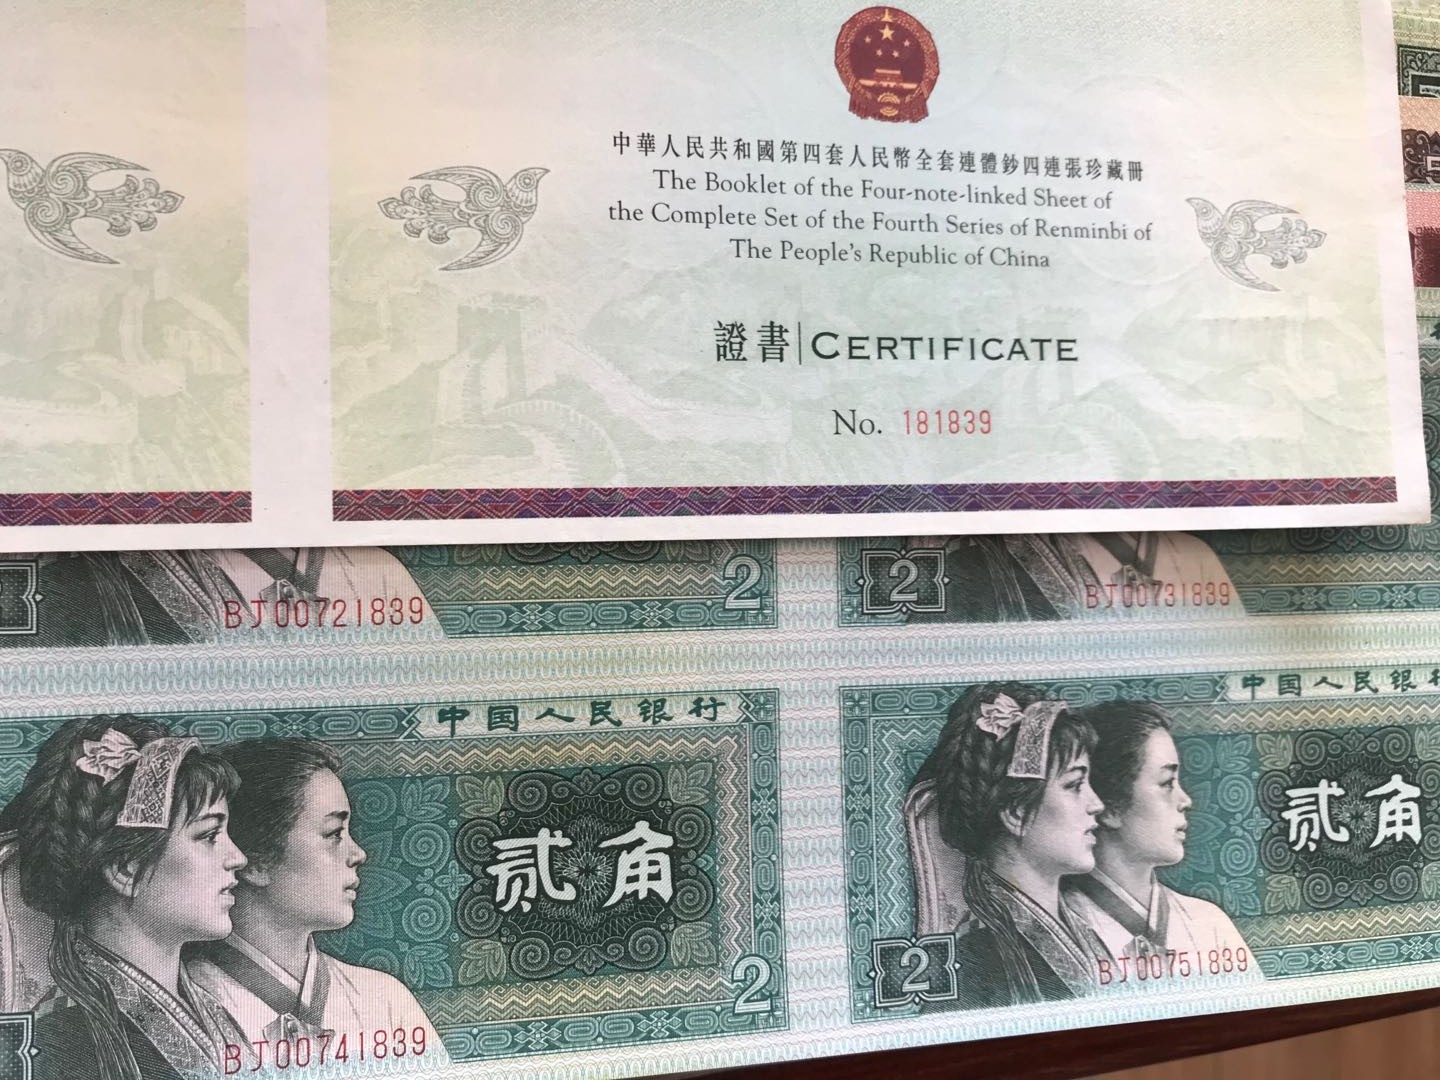 中華人民共和國第四套人民幣全套連體鈔四連張珍藏冊
The Booklet of the Four-note-linked Sheet of
the Complete Set of the Fourth Series of Renminbi of
The People's Republic of China
證書|CERTIFICATE
No. 181839
BJ00721839
2
2
BJ00731839
中国人民银行
贰角
2
BJ00741839
中国人民银行
贰角
2
BJ00751839